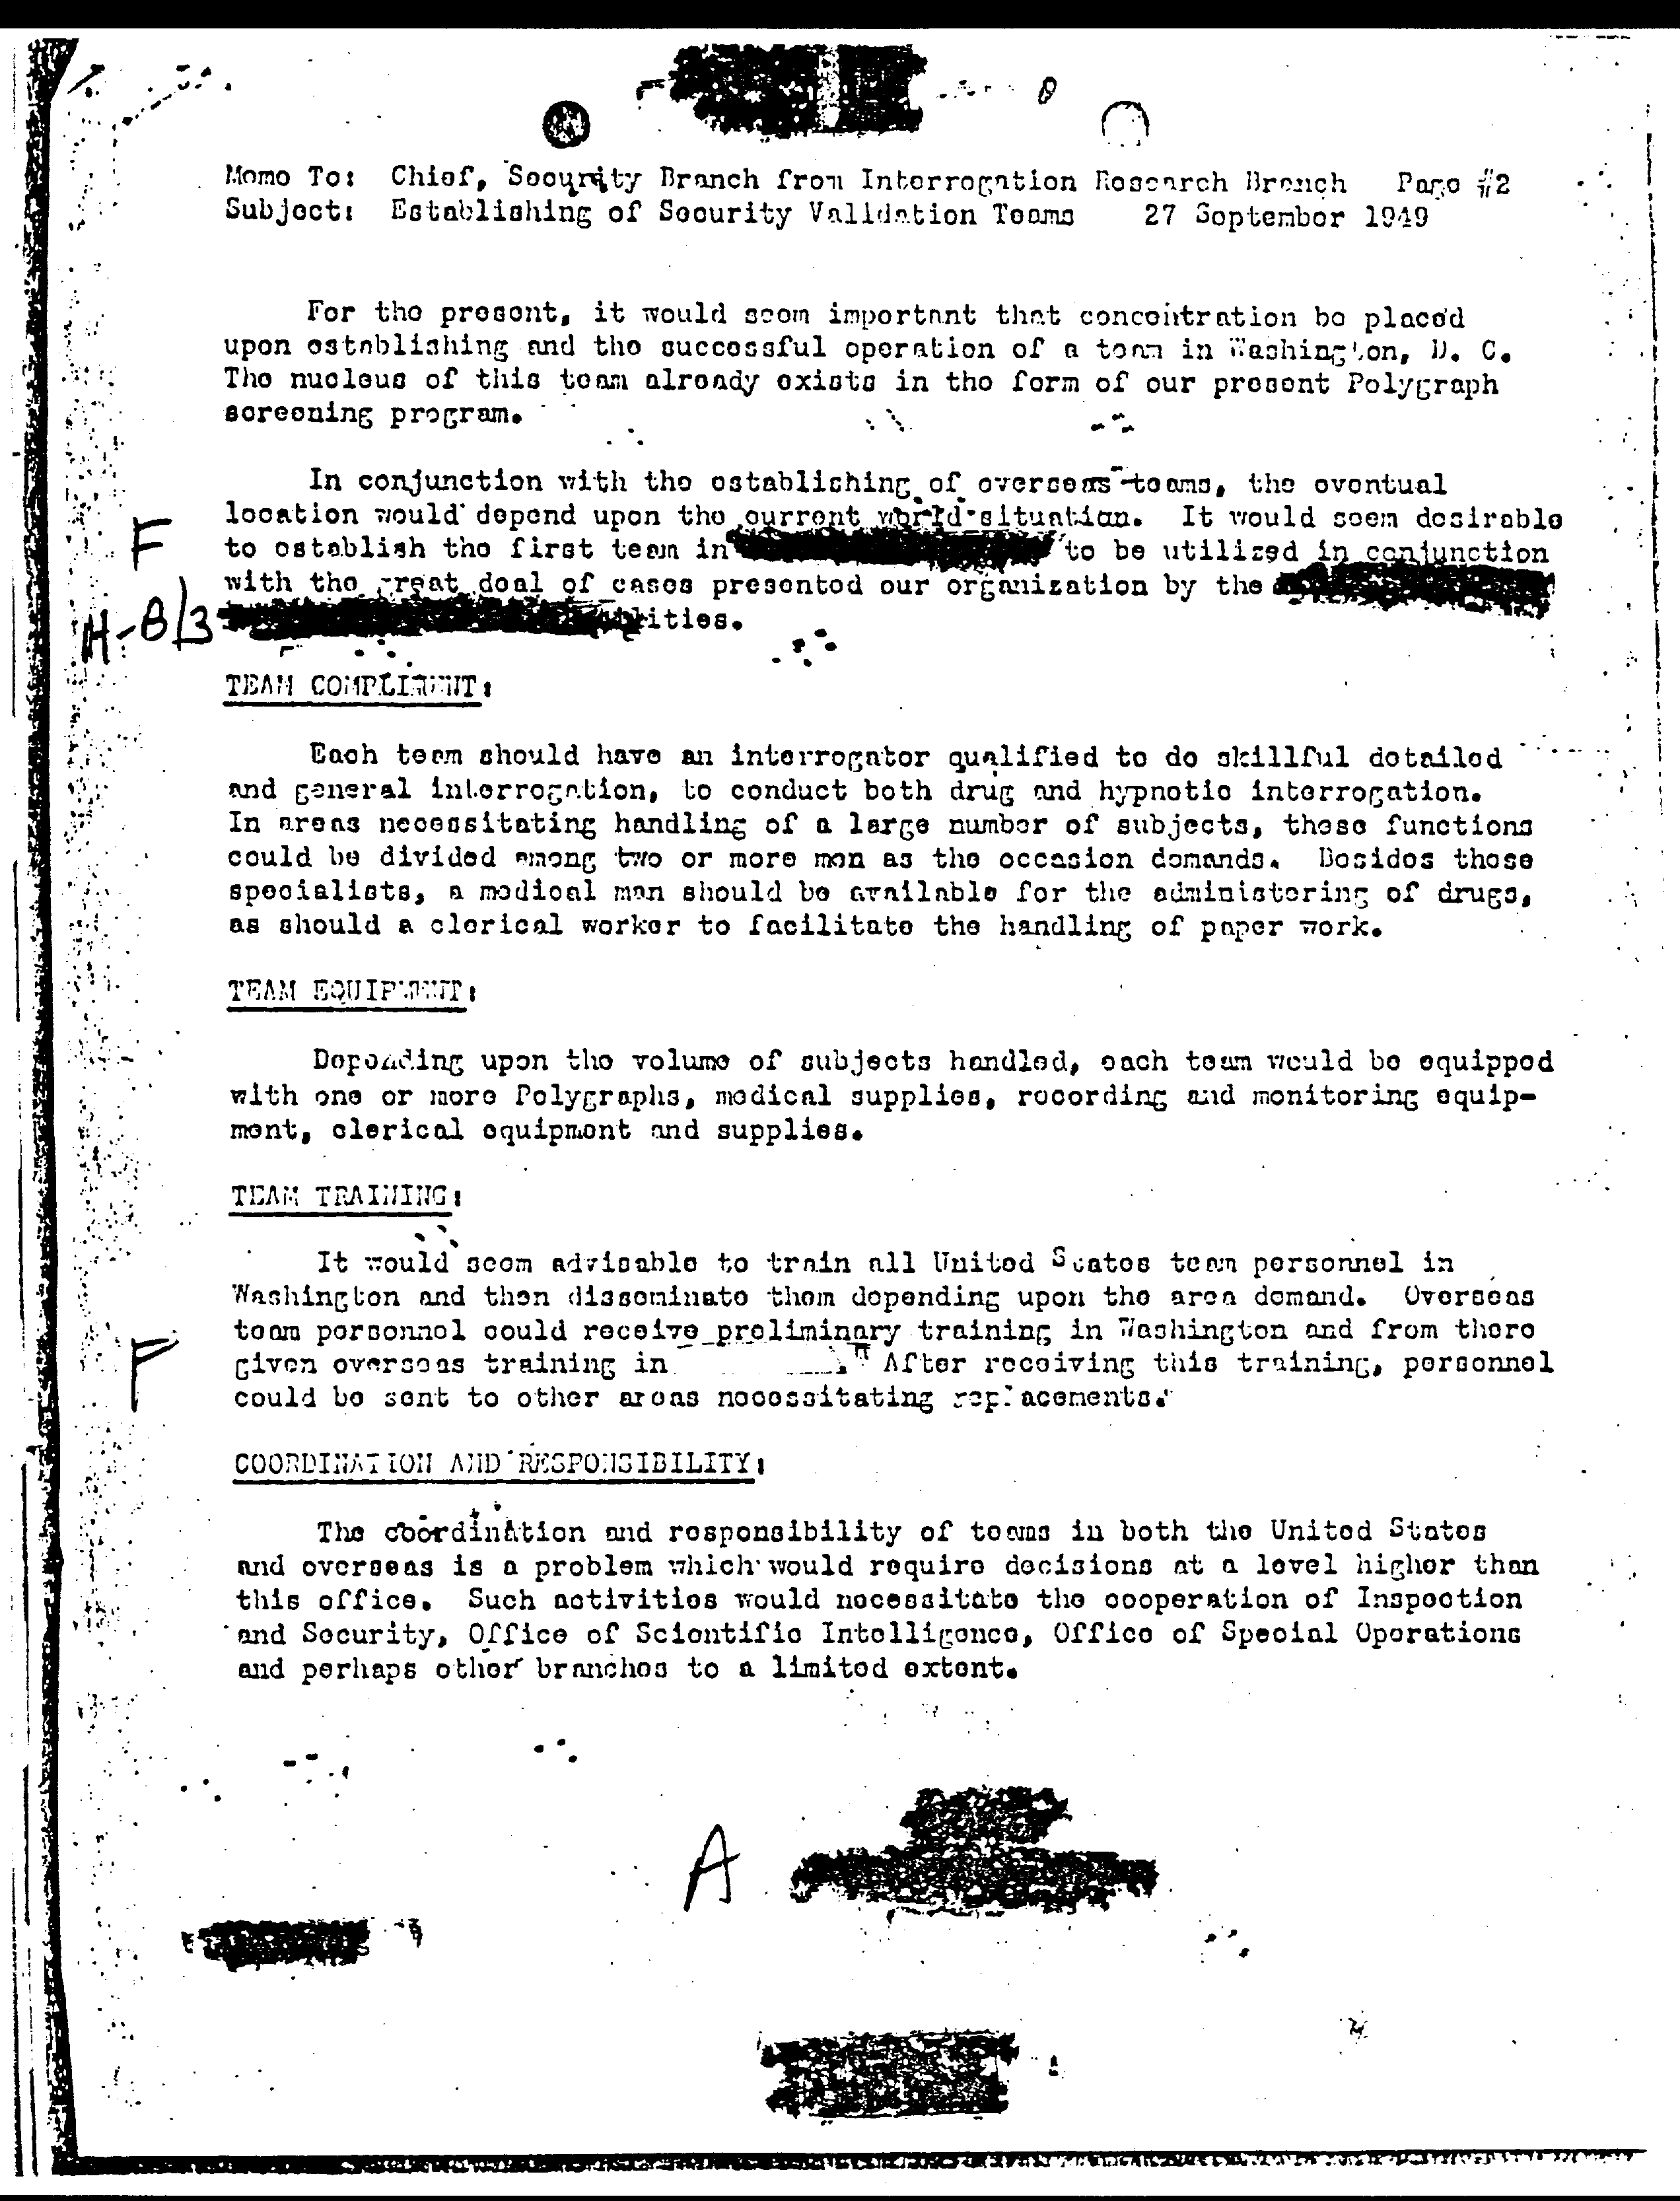 Memo To: Chief, Security Branch from Interrogation Research Branch Page #2
Subject: Establishing of Security Validation Teams 27 September 1949
For the present, it would seem important that concentration be placed
upon establishing and the successful operation of a team in Washington, D. C.
The nucleus of this team already exists in the form of our present Polygraph
screening program.
In conjunction with the establishing of overseas teams, the eventual
location would depend upon the current world situation. It would seem desirable
F
to establish the first team in to be utilized in conjunction
with the great deal of cases presented our organization by the
H-B/3
ities.
TEAM COMPLIMENT:
Each team should have an interrogator qualified to do skillful detailed
and general interrogation, to conduct both drug and hypnotic interrogation.
In areas necessitating handling of a large number of subjects, these functions
could be divided among two or more men as the occasion demands. Besides those
specialists, a medical man should be available for the administering of drugs,
as should a clerical worker to facilitate the handling of paper work.
TEAM EQUIPMENT:
Depending upon the volume of subjects handled, each team would be equipped
with one or more Polygraphs, medical supplies, recording and monitoring equip-
ment, clerical equipment and supplies.
TEAM TRAINING:
It would seem advisable to train all United States team personnel in
Washington and then disseminate them depending upon the area demand. Overseas
team personnel could receive preliminary training in Washington and from there
F
given overseas training in . After receiving this training, personnel
could be sent to other areas necessitating replacements.
COORDINATION AND RESPONSIBILITY:
The coordination and responsibility of teams in both the United States
and overseas is a problem which would require decisions at a level higher than
this office. Such activities would necessitate the cooperation of Inspection
and Security, Office of Scientific Intelligence, Office of Special Operations
and perhaps other branches to a limited extent.
A